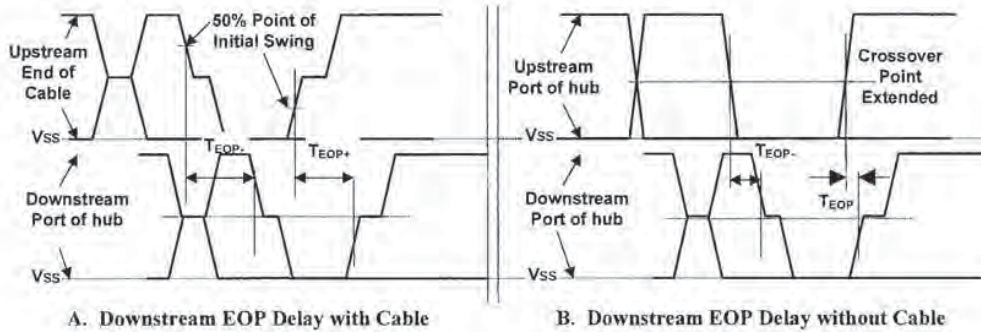 Upstream
End of
Cable
50% Point of
Initial Swing
VSS
TEOP-
TEOP+
Downstream
Port of hub
VSS
A. Downstream EOP Delay with Cable
Upstream
Port of hub
Crossover
Point
Extended
VSS
TEOP-
TEOP
Downstream
Port of hub
VSS
B. Downstream EOP Delay without Cable